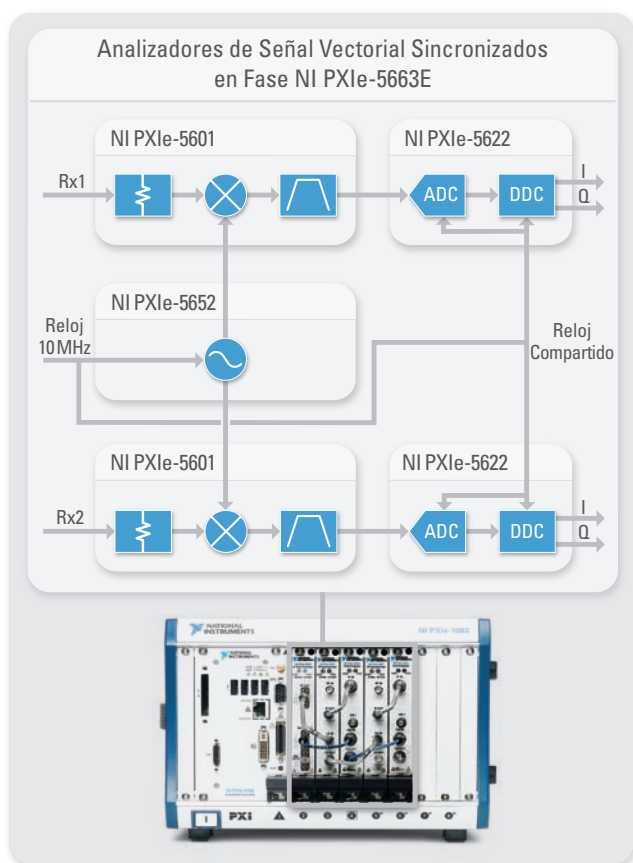 Analizadores de Señal Vectorial Sincronizados
en Fase NI PXIe-5663E
NI PXIe-5601
NI PXIe-5622
Rx1
ADC
DDC
I
Q
NI PXIe-5652
Reloj
10 MHz
Reloj
Compartido
NI PXIe-5601
NI PXIe-5622
Rx2
ADC
DDC
I
Q
NATIONAL
INSTRUMENTS
NI PXIe-1062
PXI